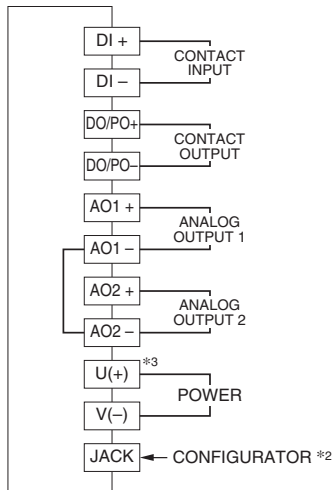 DI +
CONTACT
INPUT
DI –
DO/PO+
CONTACT
OUTPUT
DO/PO–
AO1 +
ANALOG
OUTPUT 1
AO1 –
AO2 +
ANALOG
OUTPUT 2
AO2 –
U(+) *3
POWER
V(–)
JACK CONFIGURATOR *2